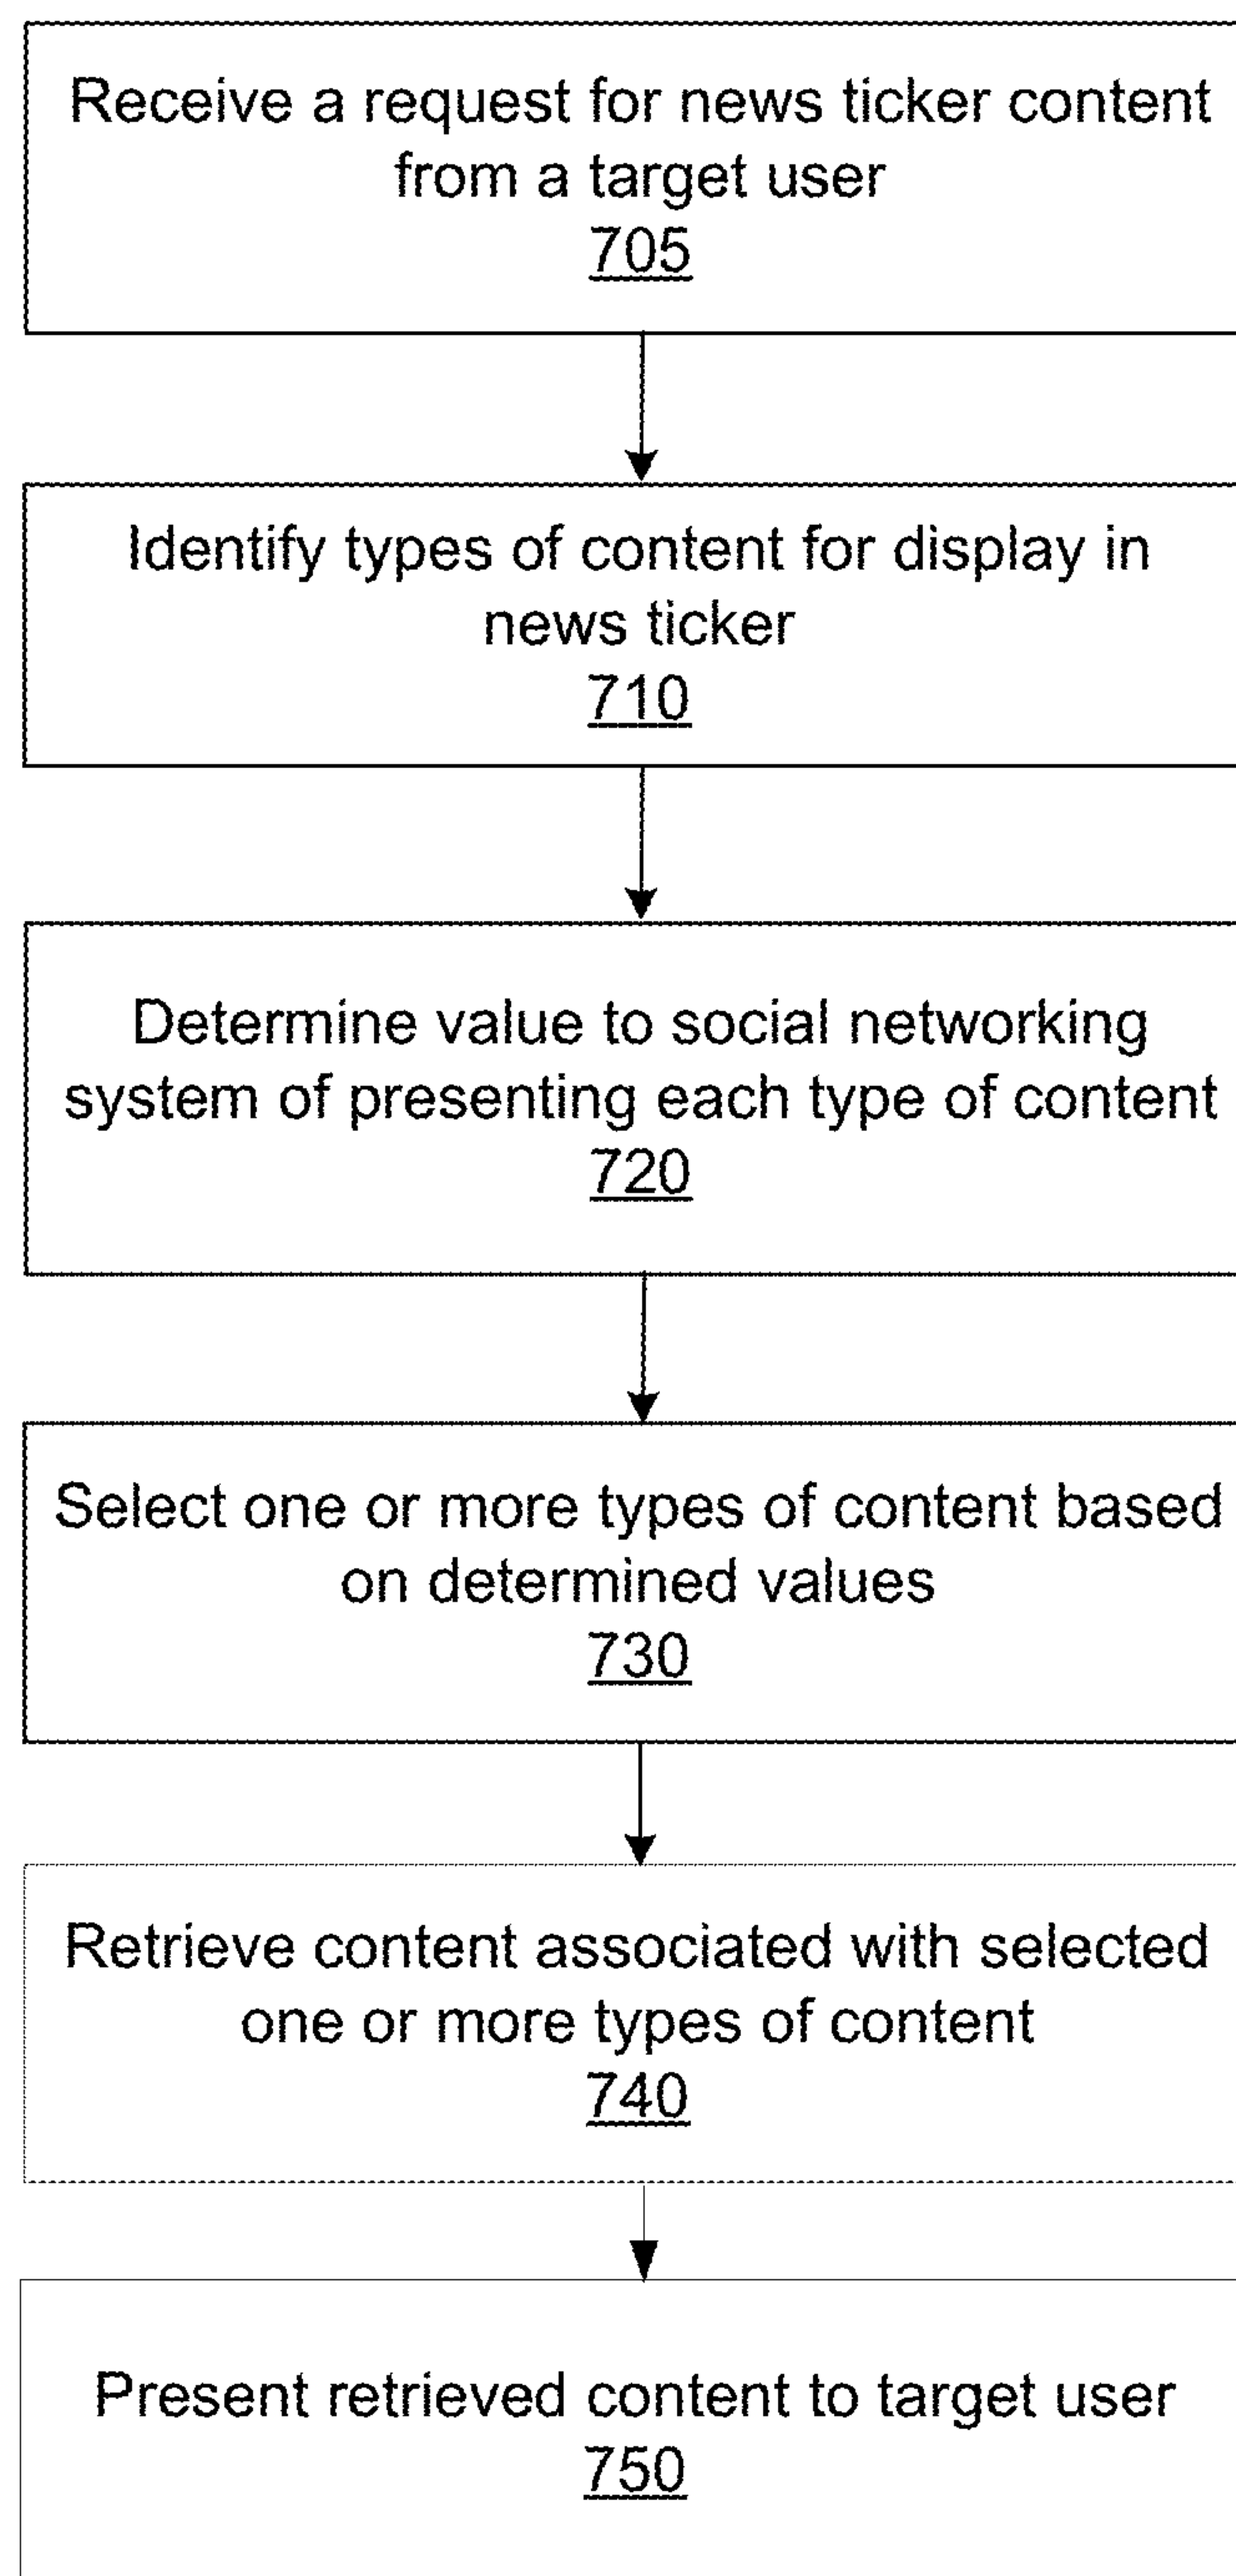 Receive a request for news ticker content
from a target user
705
Identify types of content for display in
news ticker
710
Determine value to social networking
system of presenting each type of content
720
Select one or more types of content based
on determined values
730
Retrieve content associated with selected
one or more types of content
740
Present retrieved content to target user
750